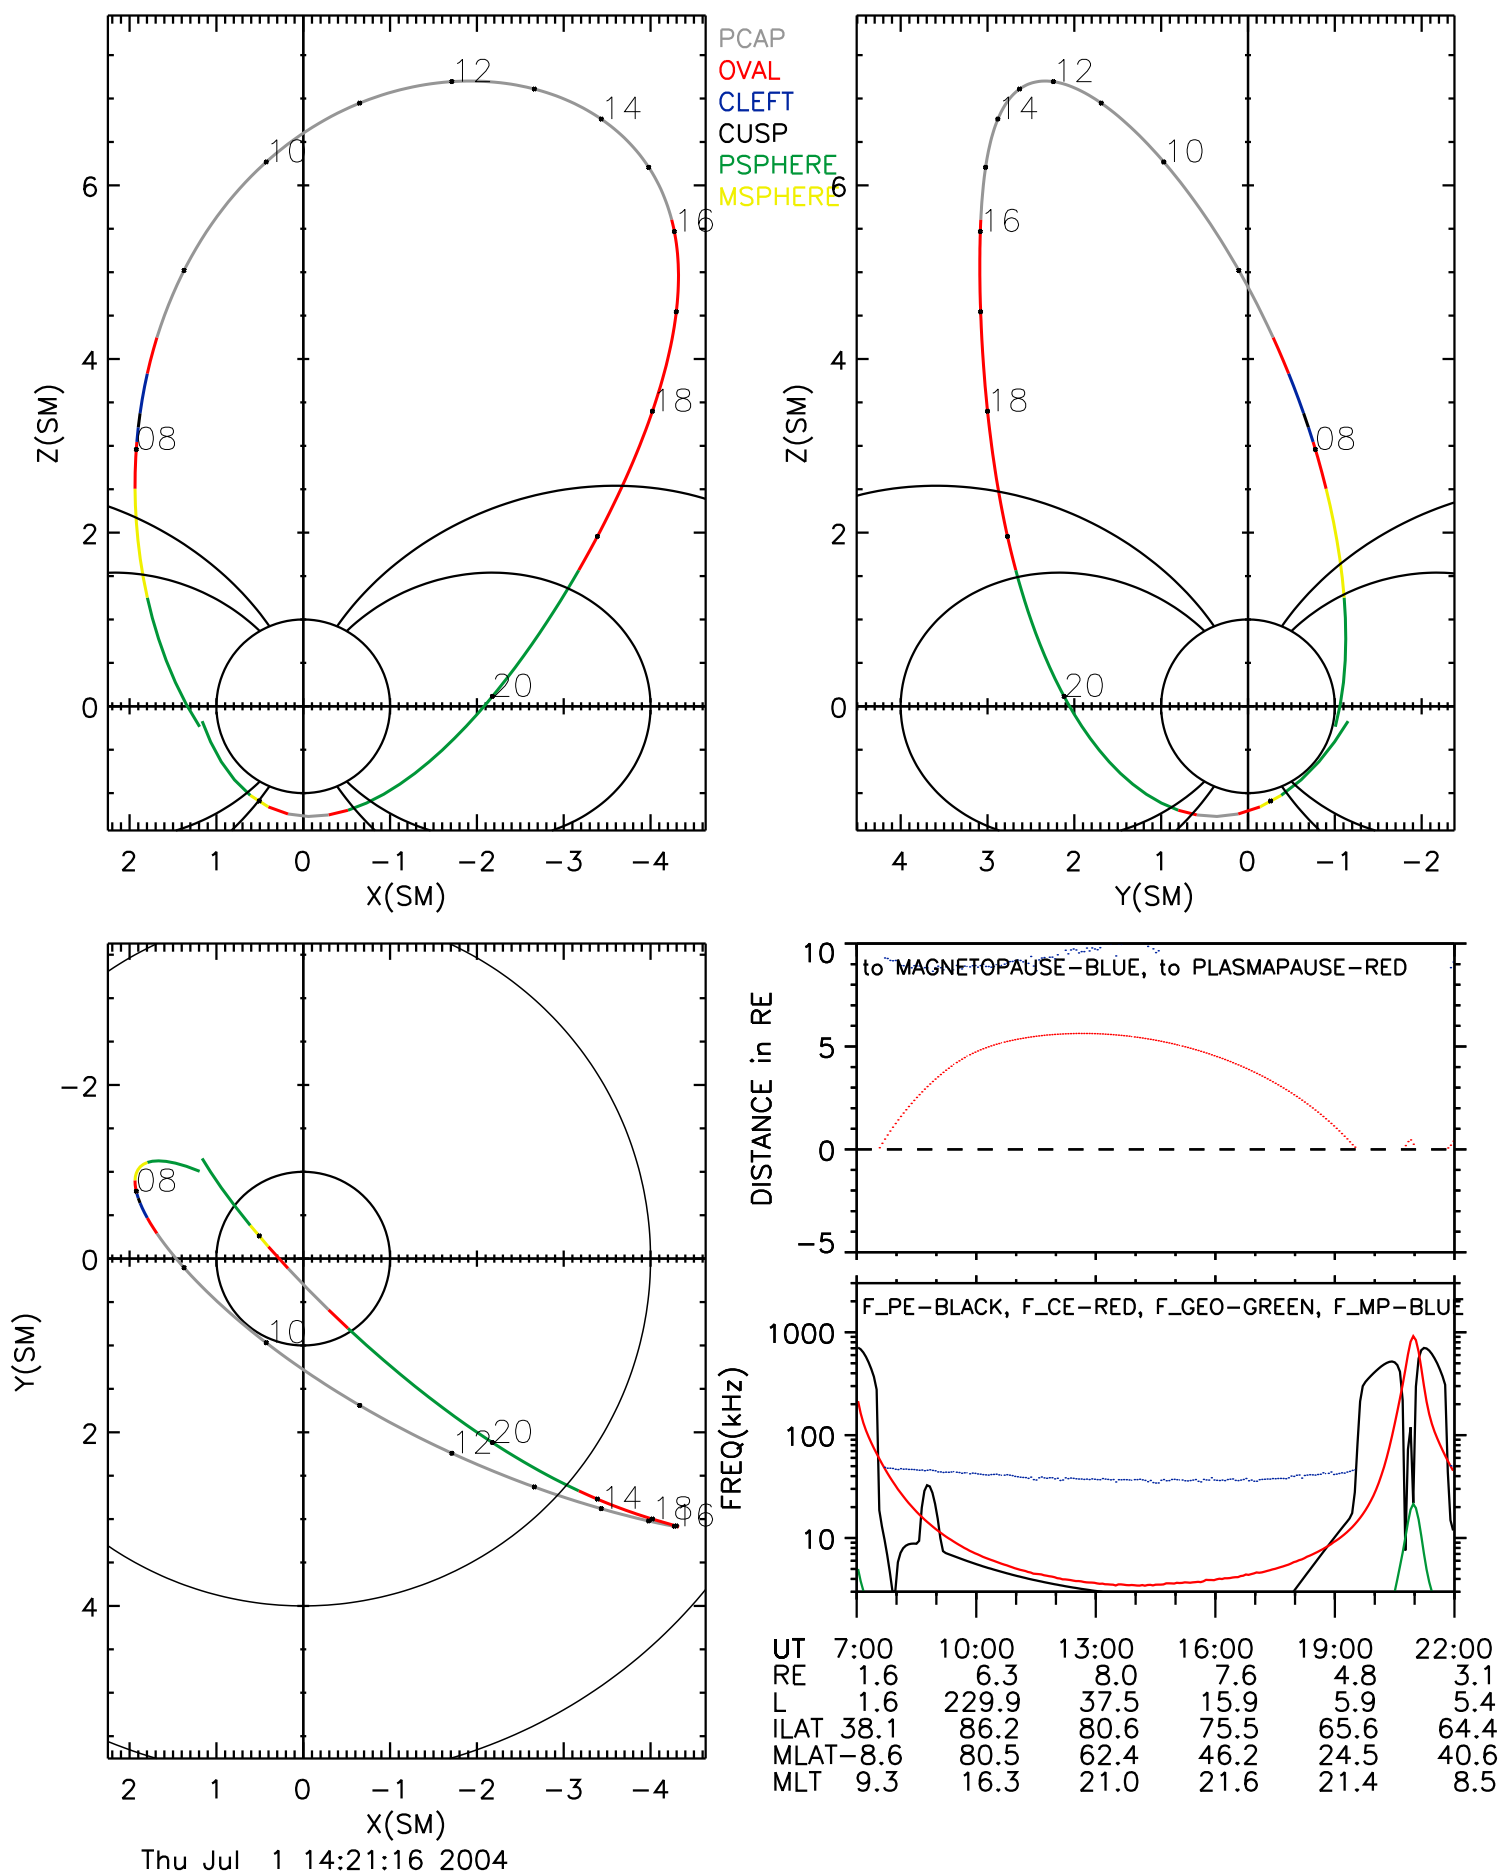 PCAP
OVAL
CLEFT
CUSP
PSPHERE
MSPHERE
12
14
10
16
08
18
20
6
4
2
0
Z(SM)
2 1 0 -1 -2 -3 -4
X(SM)
12
14
10
16
08
18
20
6
4
2
0
Z(SM)
4 3 2 1 0 -1 -2
Y(SM)
-2
0
2
4
Y(SM)
08
10
12
20
14
18
16
2 1 0 -1 -2 -3 -4
X(SM)
10
5
0
-5
DISTANCE in RE
to MAGNETOPAUSE-BLUE, to PLASMAPAUSE-RED
F_PE-BLACK, F_CE-RED, F_GEO-GREEN, F_MP-BLUE
1000
100
10
FREQ(kHz)
UT 7:00 10:00 13:00 16:00 19:00 22:00
RE 1.6 6.3 8.0 7.6 4.8 3.1
L 1.6 229.9 37.5 15.9 5.9 5.4
ILAT 38.1 86.2 80.6 75.5 65.6 64.4
MLAT -8.6 80.5 62.4 46.2 24.5 40.6
MLT 9.3 16.3 21.0 21.6 21.4 8.5
Thu Jul 1 14:21:16 2004